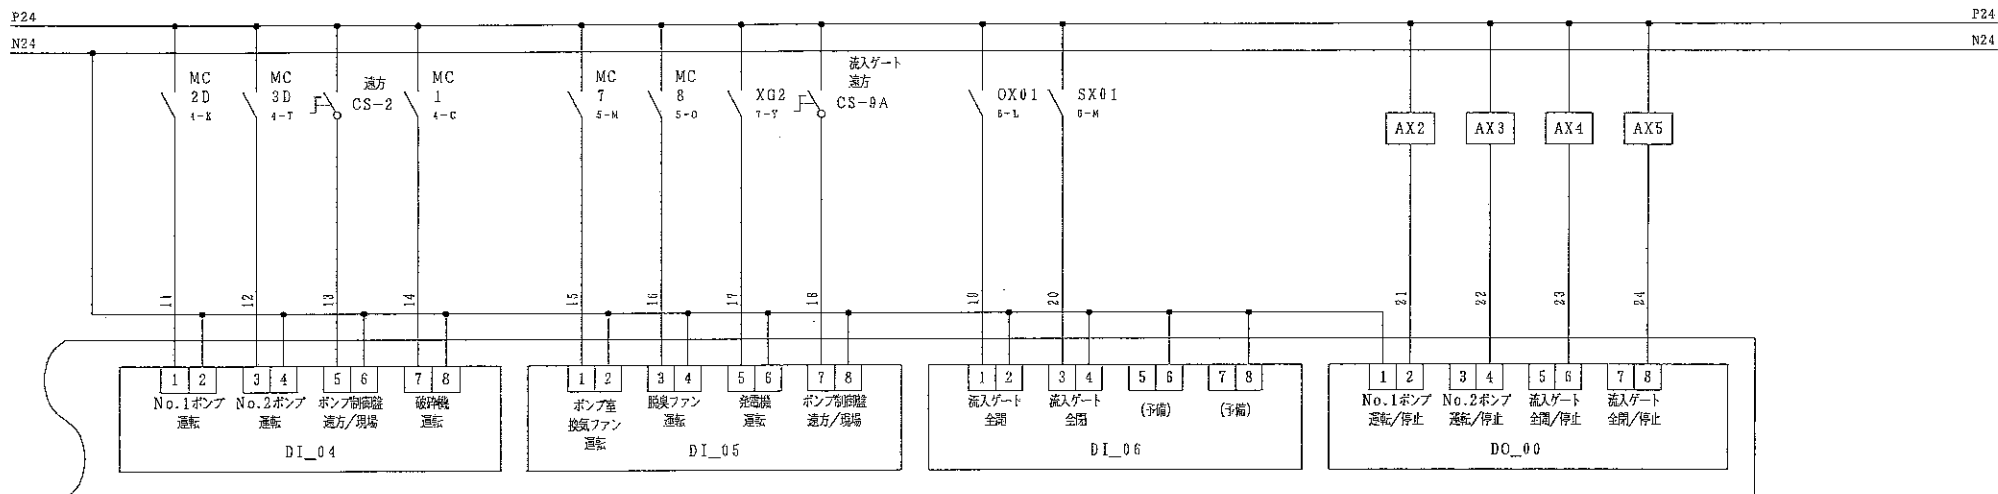 P24
P24
N24
N24
MC
2D
4-K
MC
3D
4-T
遠方
CS-2
MC
1
4-C
MC
7
5-M
MC
8
5-O
XG2
7-Y
流入ゲート
遠方
CS-9A
OX01
6-L
SX01
6-M
AX2
AX3
AX4
AX5
11
12
13
14
15
16
17
18
19
20
21
22
23
24
1 2 3 4 5 6 7 8
No.1ポンプ
運転
No.2ポンプ
運転
ポンプ制御盤
遠方/現場
破砕機
運転
DI_04
1 2 3 4 5 6 7 8
ポンプ室
換気ファン
運転
脱臭ファン
運転
発電機
運転
ポンプ制御盤
遠方/現場
DI_05
1 2 3 4 5 6 7 8
流入ゲート
流入ゲート
全閉
(予備)
(予備)
DI_06
1 2 3 4 5 6 7 8
No.1ポンプ
運転/停止
No.2ポンプ
運転/停止
流入ゲート
流入ゲート
全閉/停止
DO_00